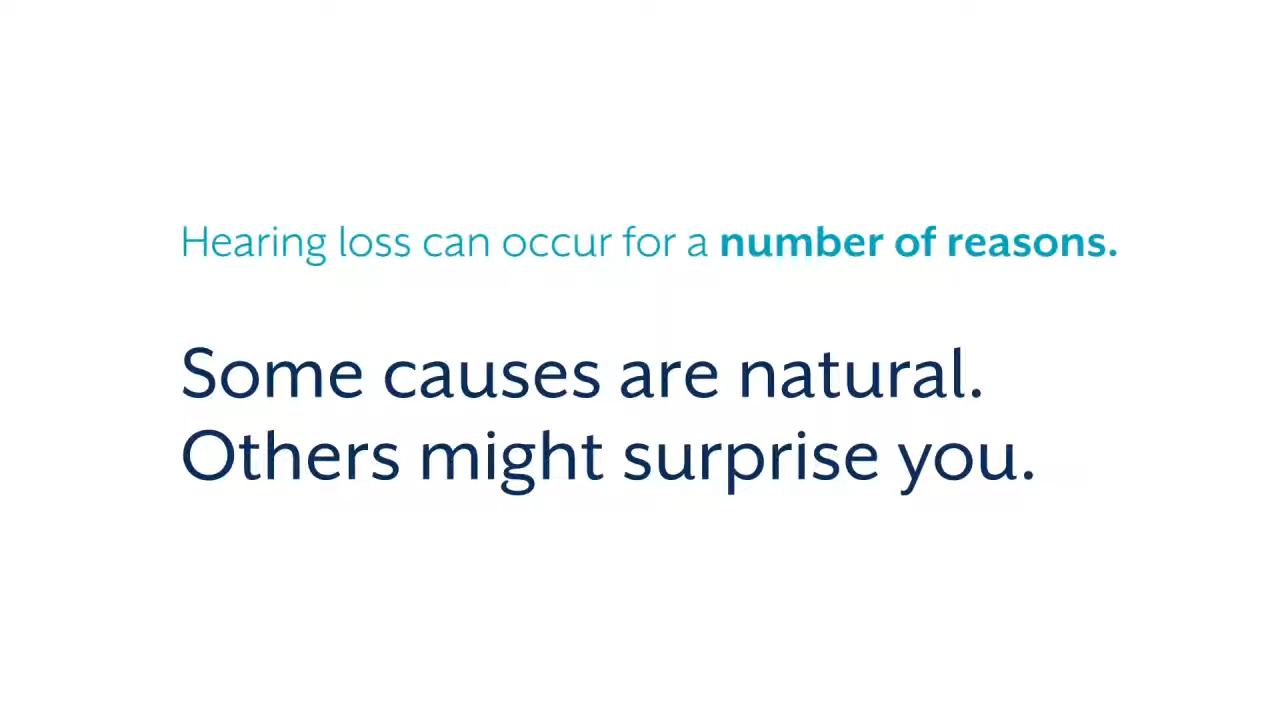 Hearing loss can occur for a number of reasons.
Some causes are natural.
Others might surprise you.